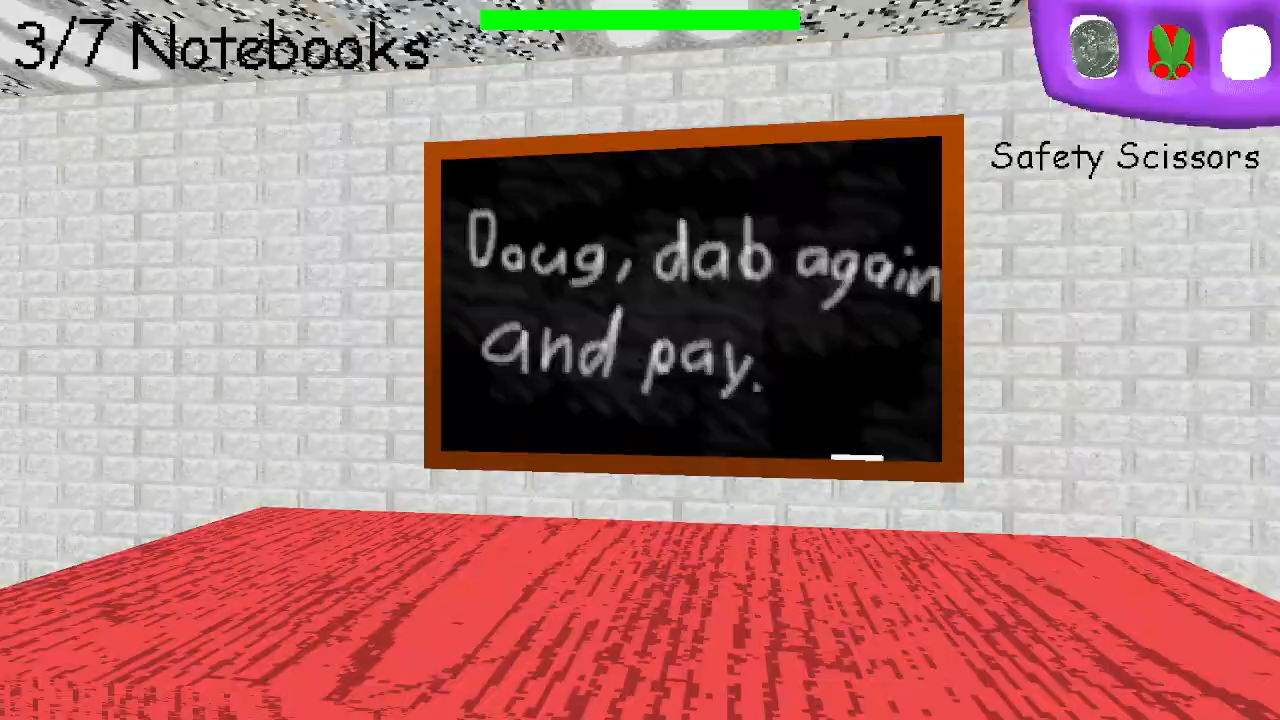 3/7 Notebooks
Safety Scissors
Doug, dab again
and pay.